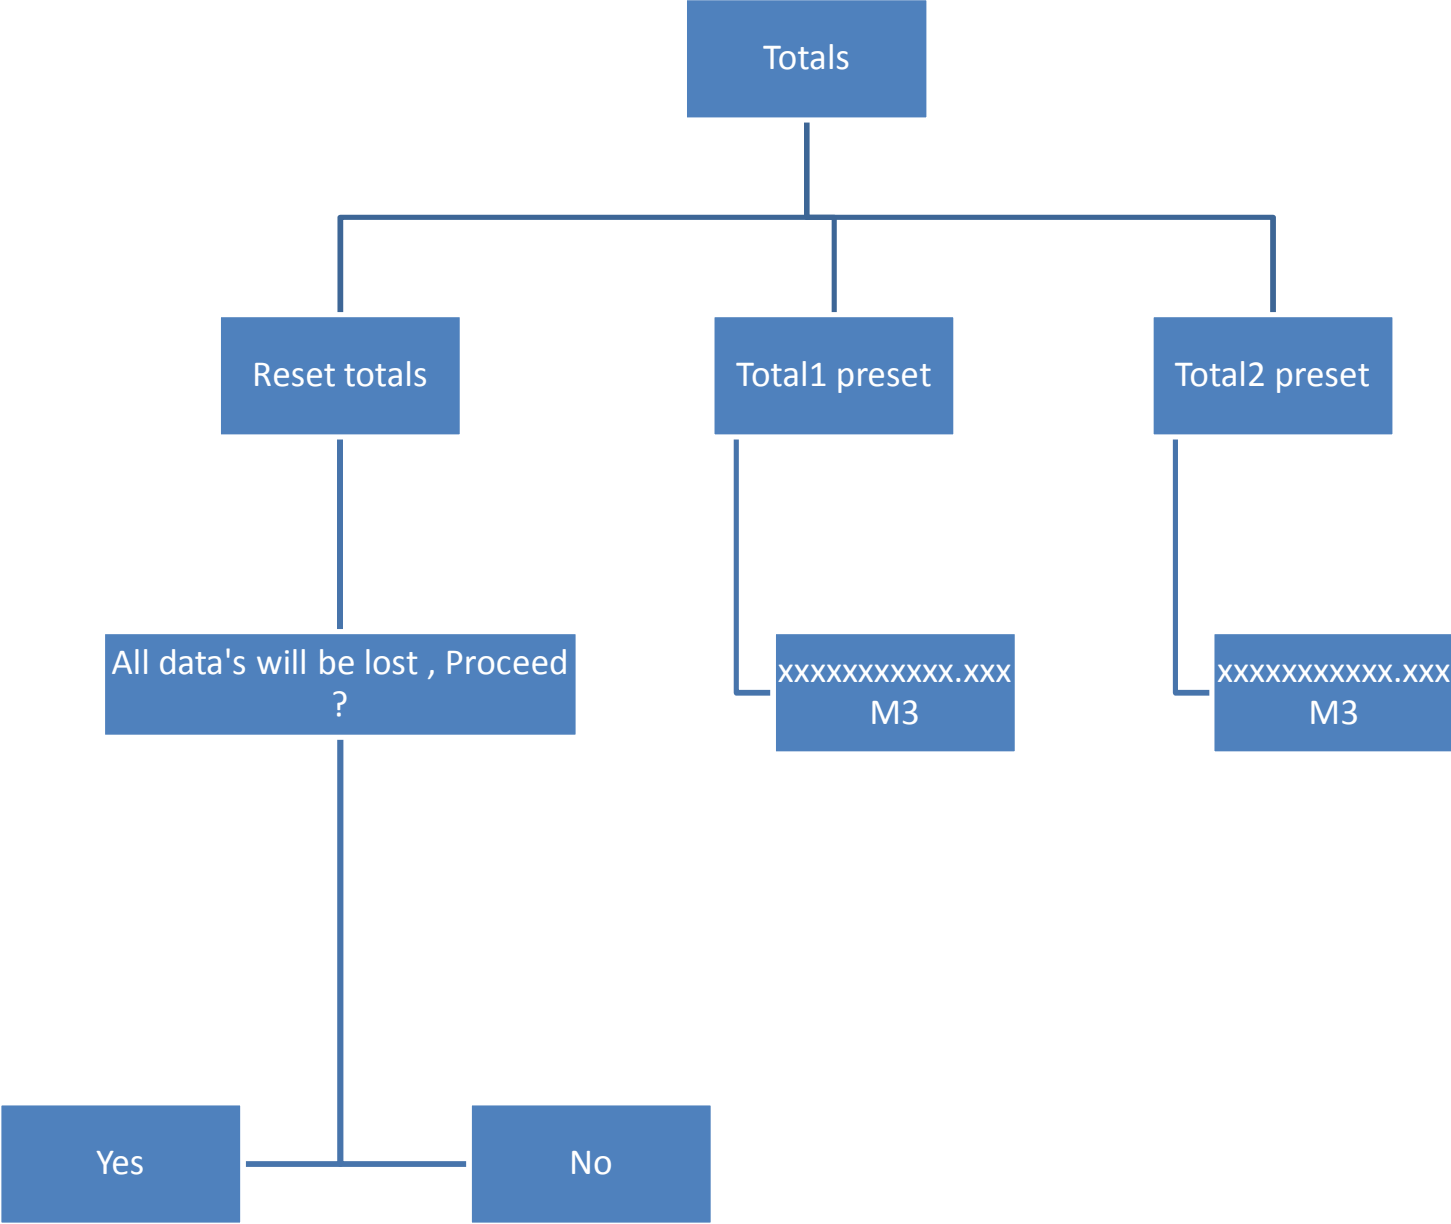 Totals
Reset totals
Total1 preset
Total2 preset
All data's will be lost , Proceed
?
xxxxxxxxxxx.xxx
M3
xxxxxxxxxxx.xxx
M3
Yes
No